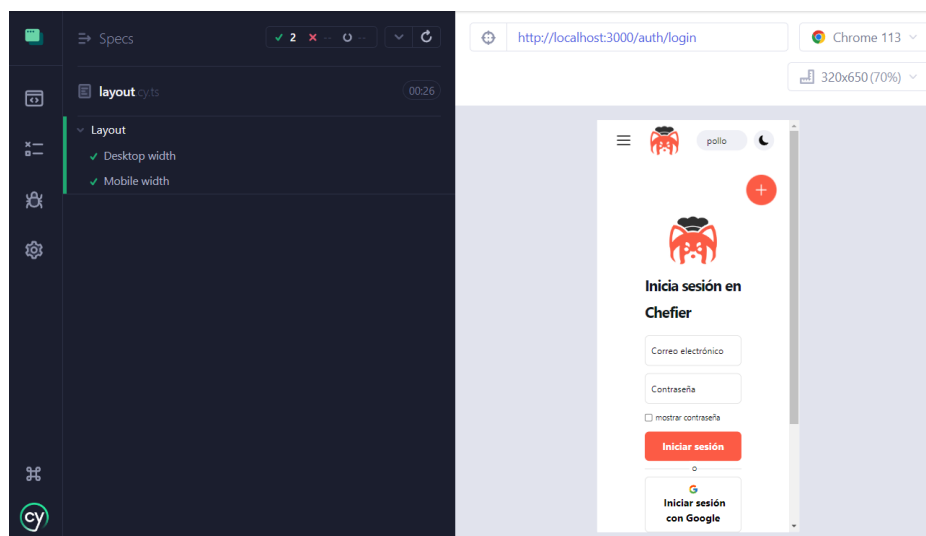 Specs
2
--
--
layout cy.ts
00:26
Layout
Desktop width
Mobile width
cy
http://localhost:3000/auth/login
Chrome 113
320x650 (70%)
pollo
+
Inicia sesión en
Chefier
Correo electrónico
Contraseña
mostrar contraseña
Iniciar sesión
o
G
Iniciar sesión
con Google